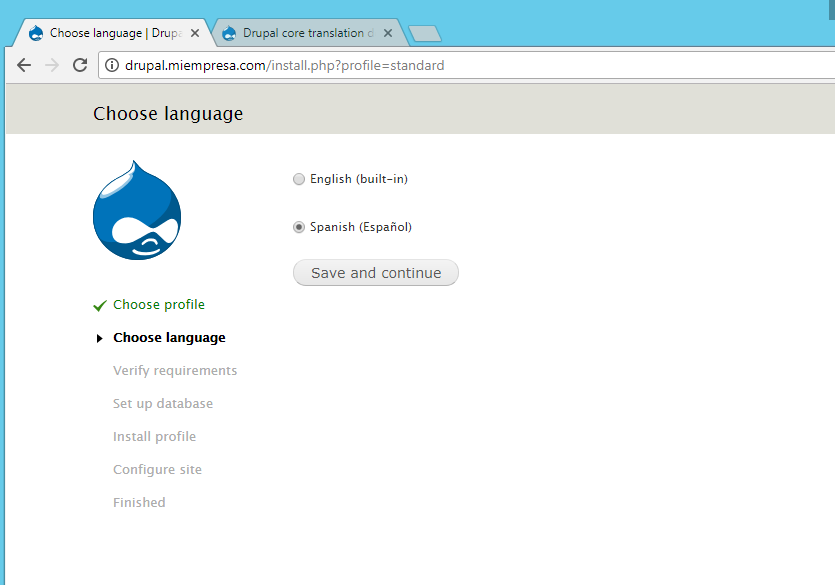 Choose language | Drupa
Drupal core translation d
drupal.miempresa.com/install.php?profile=standard
Choose language
English (built-in)
Spanish (Español)
Save and continue
Choose profile
Choose language
Verify requirements
Set up database
Install profile
Configure site
Finished